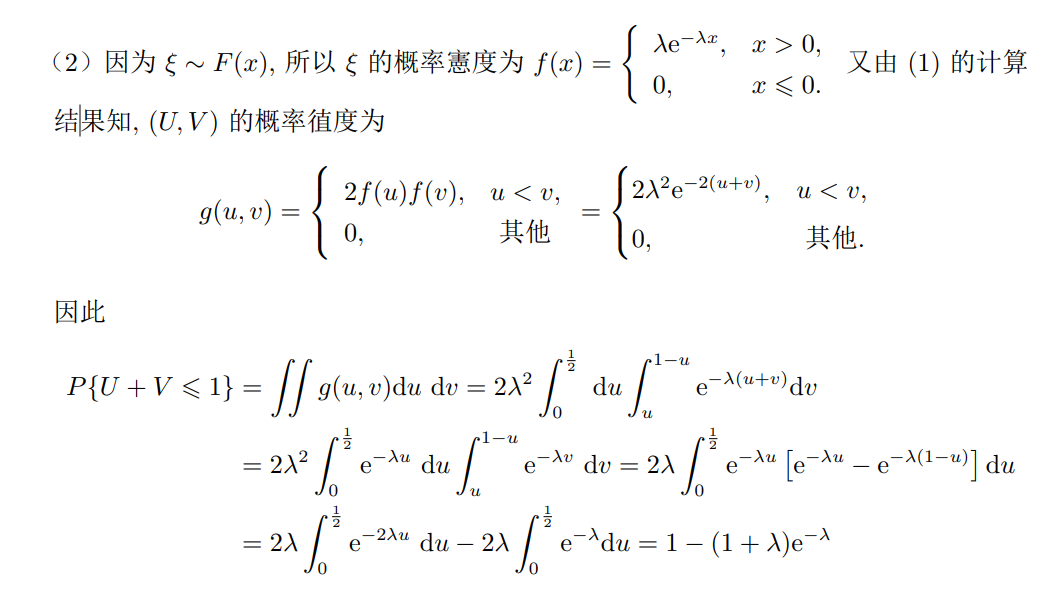 （2）因为 ξ ∼ F(x), 所以 ξ 的概率憲度为 f(x) = { λe^{−λx}, x > 0, 0, x ⩽ 0. 又由 (1) 的计算
结果知, (U, V) 的概率値度为
g(u, v) = { 2f(u)f(v), u < v, 0, 其他 = { 2λ²e^{−2(u+v)}, u < v, 0, 其他.
因此
P{U + V ⩽ 1} = ∬ g(u, v)du dv = 2λ² ∫_0^{1/2} du ∫_u^{1−u} e^{−λ(u+v)}dv
= 2λ² ∫_0^{1/2} e^{−λu} du ∫_u^{1−u} e^{−λv} dv = 2λ ∫_0^{1/2} e^{−λu} [e^{−λu} − e^{−λ(1−u)}] du
= 2λ ∫_0^{1/2} e^{−2λu} du − 2λ ∫_0^{1/2} e^{−λ}du = 1 − (1 + λ)e^{−λ}